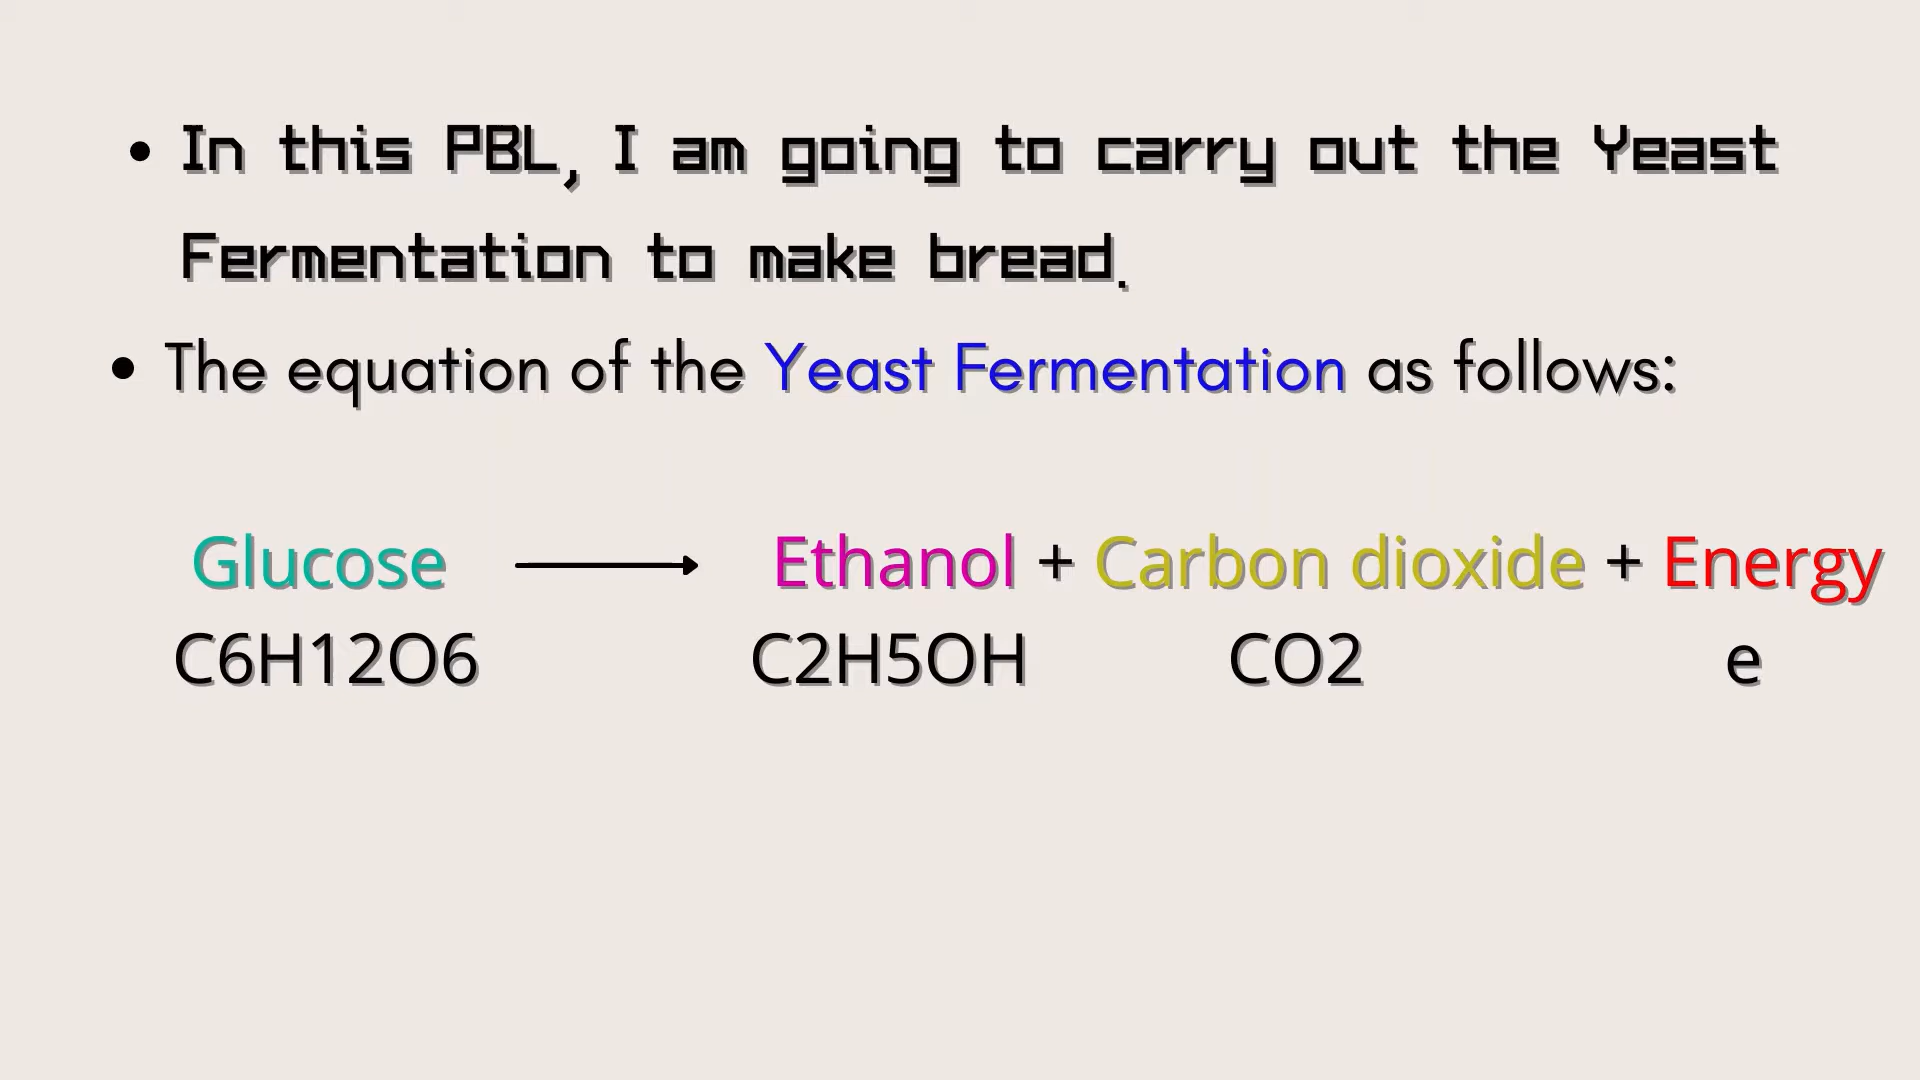 • In this PBL, I am going to carry out the Yeast
Fermentation to make bread.
• The equation of the Yeast Fermentation as follows:
Glucose → Ethanol + Carbon dioxide + Energy
C6H12O6 C2H5OH CO2 e